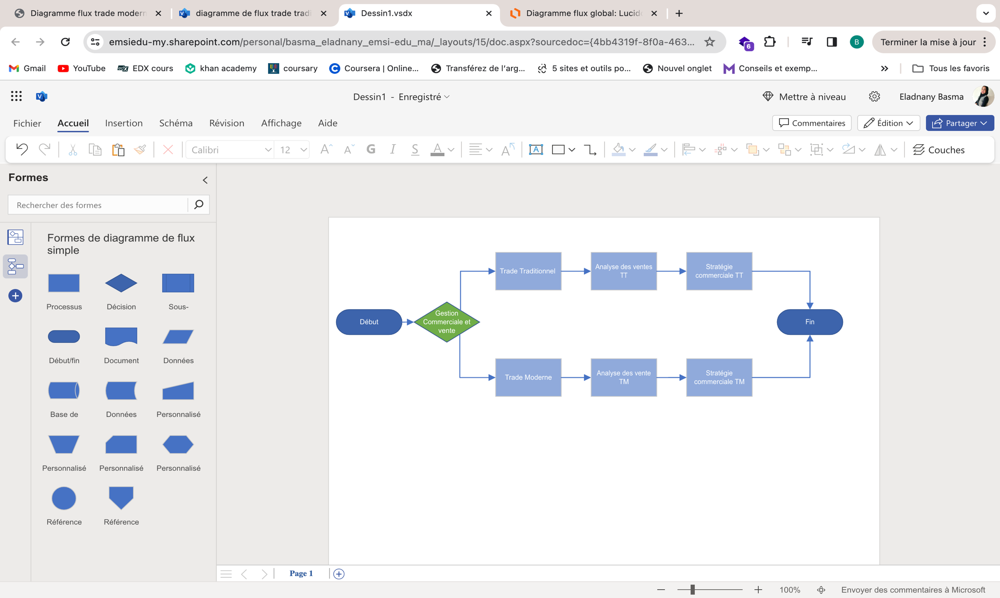 Diagramme flux trade modern
diagramme de flux trade tradi
Dessin1.vsdx
Diagramme flux global: Lucid
emsiedu-my.sharepoint.com/personal/basma_eladnany_emsi-edu_ma/_layouts/15/doc.aspx?sourcedoc={4bb4319f-8f0a-463...
6
B
Terminer la mise à jour
Gmail
YouTube
edX
EDX cours
khan academy
coursary
Coursera | Online...
Transférez de l'arg...
5 sites et outils po...
Nouvel onglet
Conseils et exemp...
Tous les favoris
Dessin1 - Enregistré
Mettre à niveau
Eladnany Basma
Fichier
Accueil
Insertion
Schéma
Révision
Affichage
Aide
Commentaires
Édition
Partager
Calibri
12
G
I
S
A
Couches
Formes
Rechercher des formes
Formes de diagramme de flux
simple
Processus
Décision
Sous-
Début/fin
Document
Données
Base de
Données
Personnalisé
Personnalisé
Personnalisé
Personnalisé
Référence
Référence
Trade Traditionnel
Analyse des ventes
TT
Stratégie
commerciale TT
Début
Gestion
Commerciale et
vente
Fin
Trade Moderne
Analyse des vente
TM
Stratégie
commerciale TM
Page 1
100%
Envoyer des commentaires à Microsoft